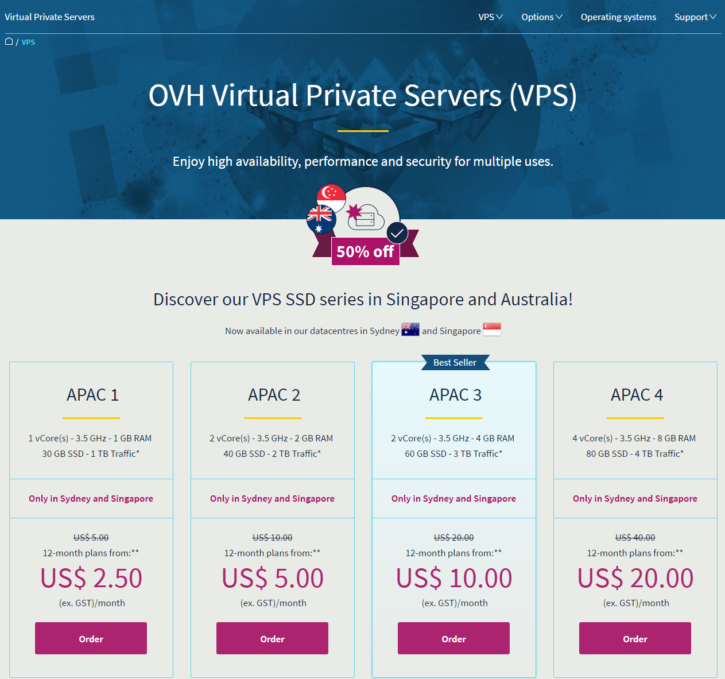 Virtual Private Servers
VPS Options Operating systems Support
/ VPS
OVH Virtual Private Servers (VPS)
Enjoy high availability, performance and security for multiple uses.
50% off
Discover our VPS SSD series in Singapore and Australia!
Now available in our datacentres in Sydney and Singapore
APAC 1
1 vCore(s) - 3.5 GHz - 1 GB RAM
30 GB SSD - 1 TB Traffic*
Only in Sydney and Singapore
US$ 5.00
12-month plans from:**
US$ 2.50
(ex. GST)/month
Order
APAC 2
2 vCore(s) - 3.5 GHz - 2 GB RAM
40 GB SSD - 2 TB Traffic*
Only in Sydney and Singapore
US$ 10.00
12-month plans from:**
US$ 5.00
(ex. GST)/month
Order
Best Seller
APAC 3
2 vCore(s) - 3.5 GHz - 4 GB RAM
60 GB SSD - 3 TB Traffic*
Only in Sydney and Singapore
US$ 20.00
12-month plans from:**
US$ 10.00
(ex. GST)/month
Order
APAC 4
4 vCore(s) - 3.5 GHz - 8 GB RAM
80 GB SSD - 4 TB Traffic*
Only in Sydney and Singapore
US$ 40.00
12-month plans from:**
US$ 20.00
(ex. GST)/month
Order